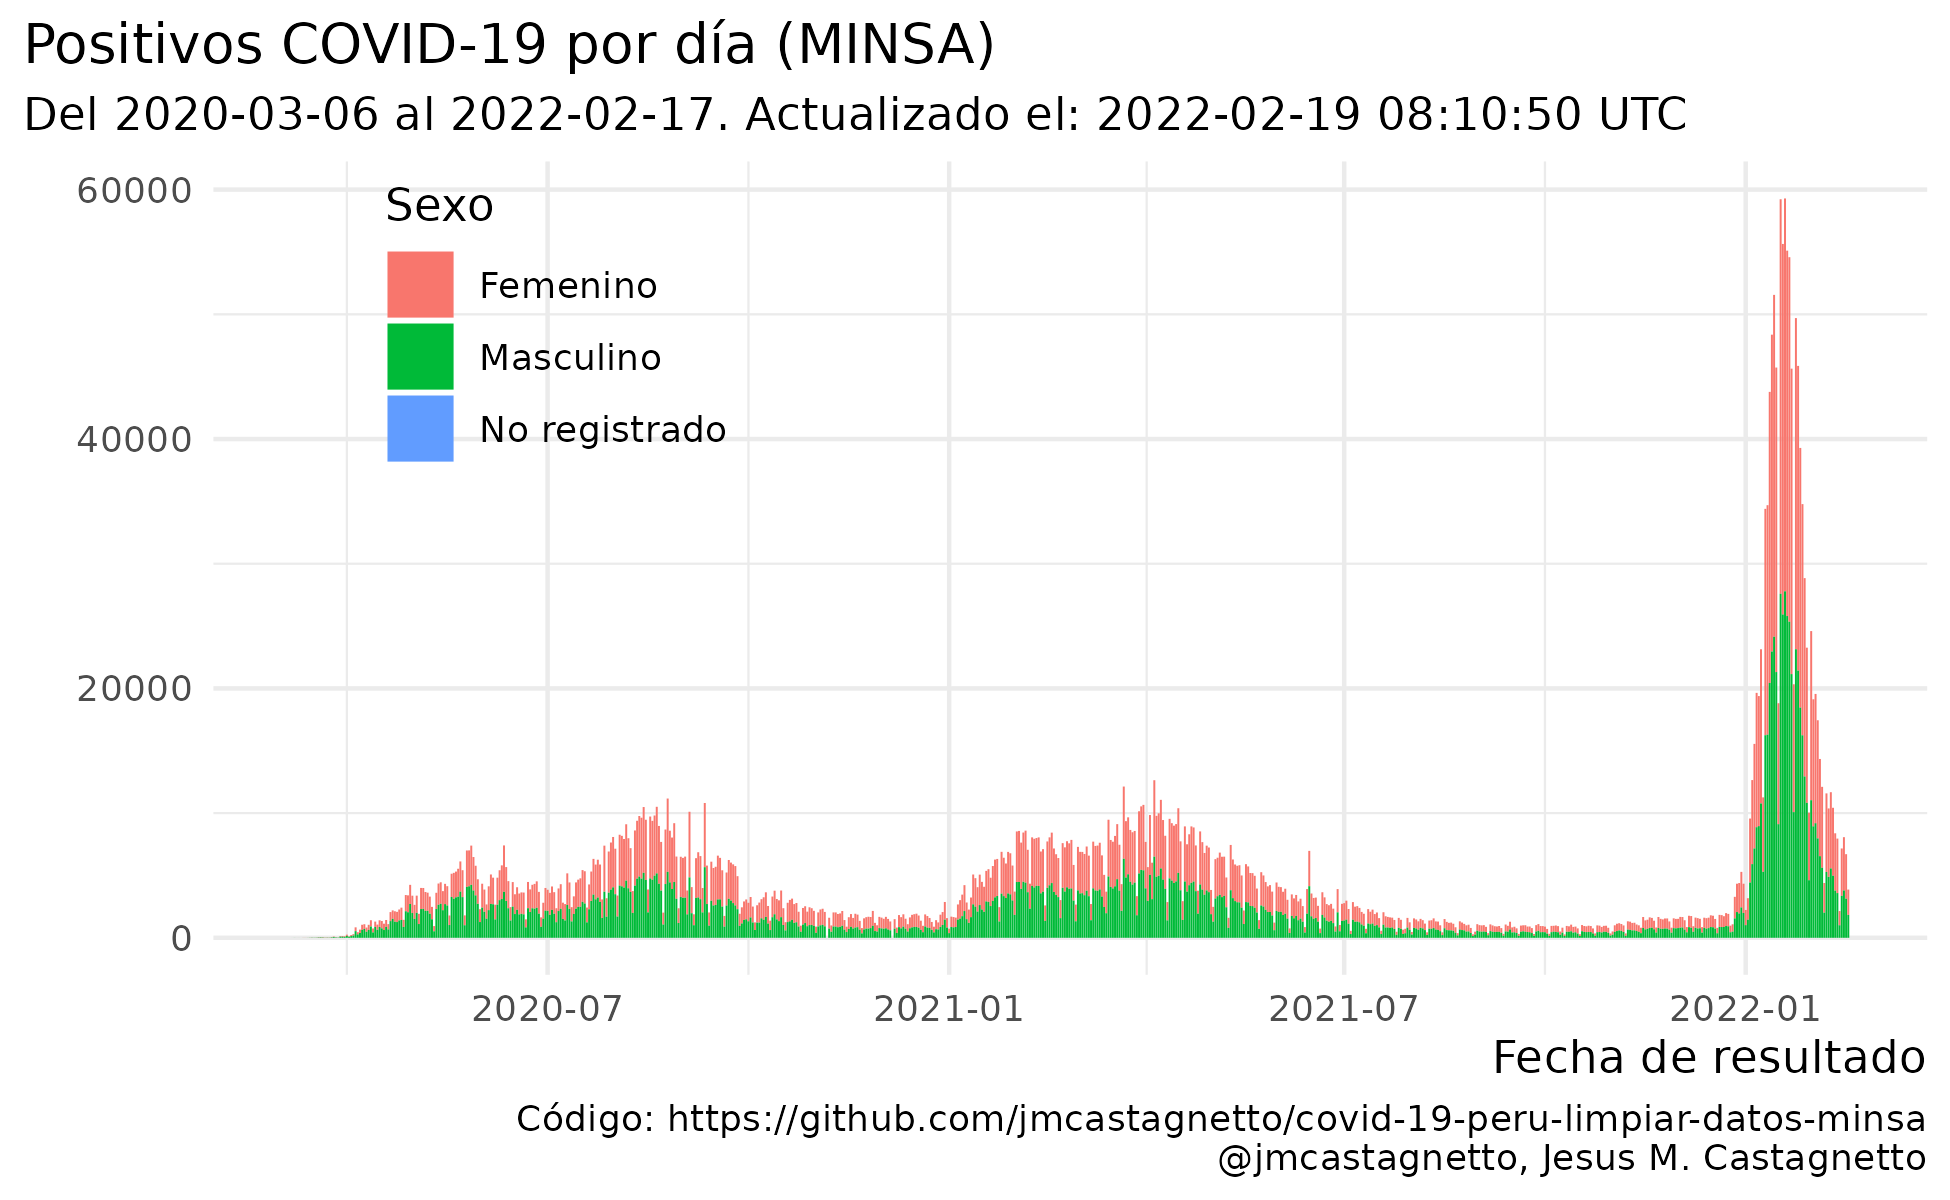 Positivos COVID-19 por día (MINSA)
Del 2020-03-06 al 2022-02-17. Actualizado el: 2022-02-19 08:10:50 UTC
60000
40000
20000
0
Sexo
Femenino
Masculino
No registrado
2020-07
2021-01
2021-07
2022-01
Fecha de resultado
Código: https://github.com/jmcastagnetto/covid-19-peru-limpiar-datos-minsa
@jmcastagnetto, Jesus M. Castagnetto